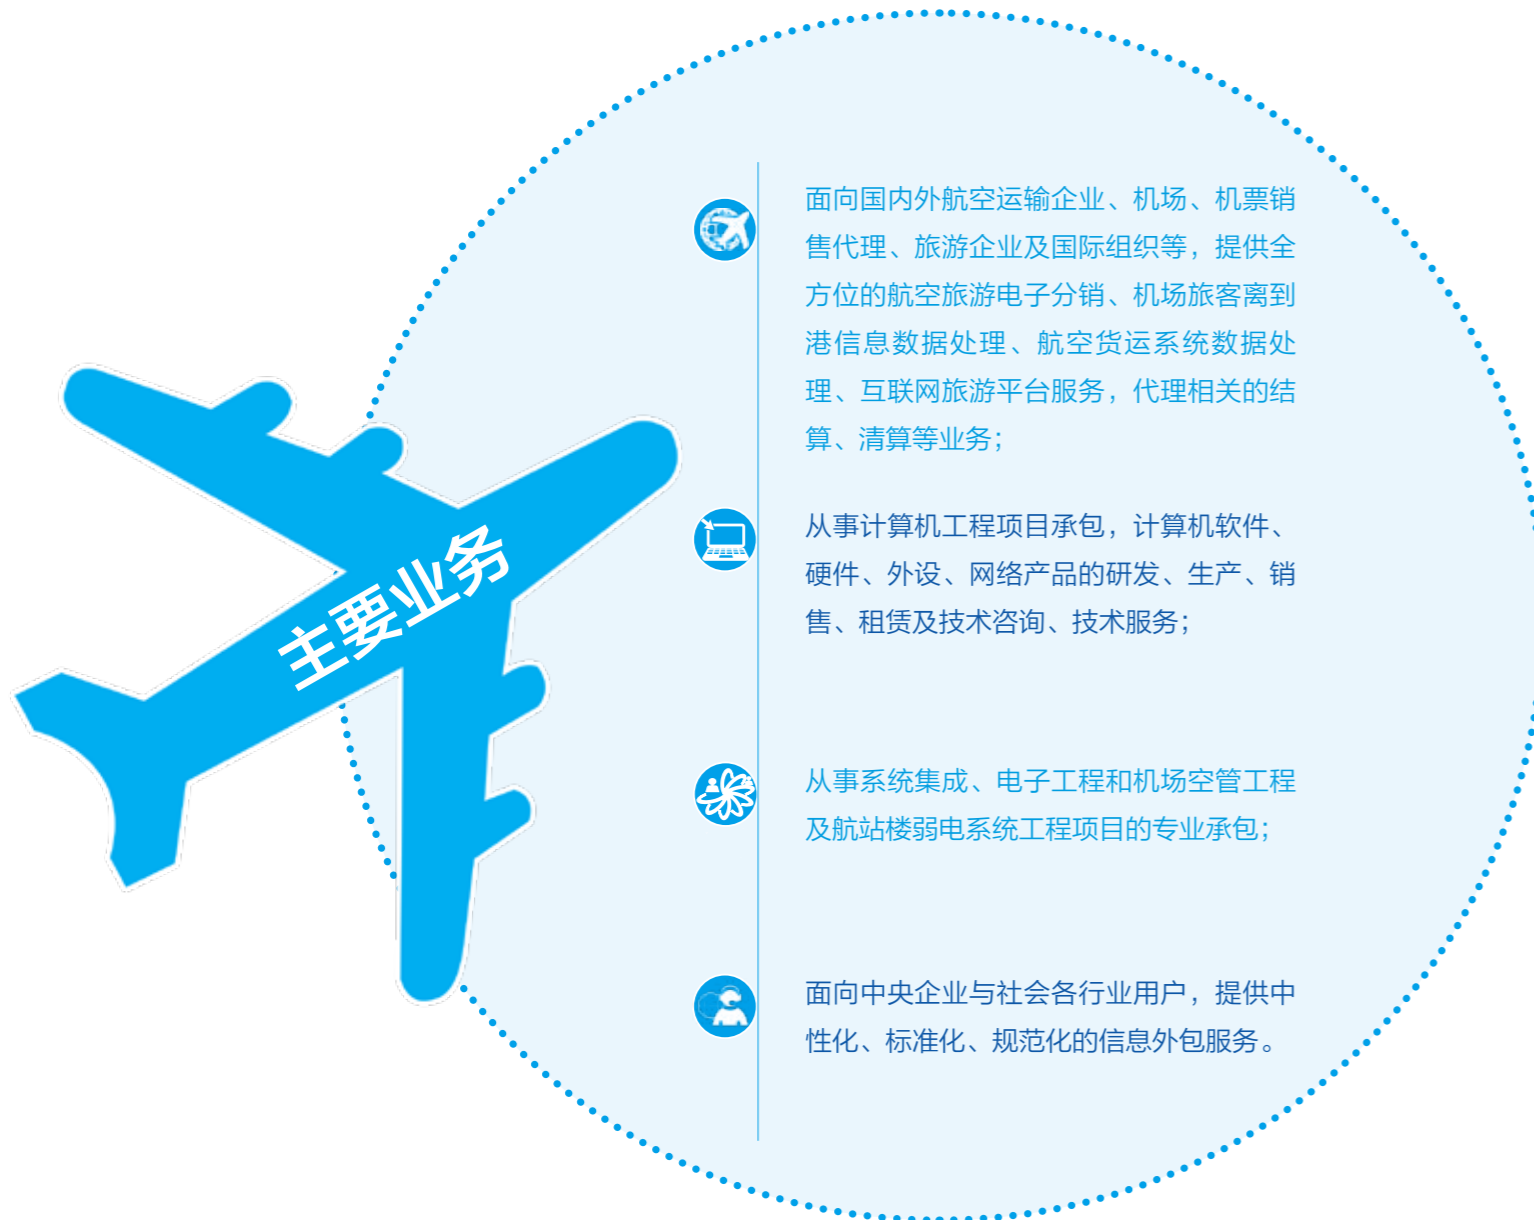 主要业务
面向国内外航空运输企业、机场、机票销
售代理、旅游企业及国际组织等，提供全
方位的航空旅游电子分销、机场旅客离到
港信息数据处理、航空货运系统数据处
理、互联网旅游平台服务，代理相关的结
算、清算等业务；
从事计算机工程项目承包，计算机软件、
硬件、外设、网络产品的研发、生产、销
售、租赁及技术咨询、技术服务；
从事系统集成、电子工程和机场空管工程
及航站楼弱电系统工程项目的专业承包；
面向中央企业与社会各行业用户，提供中
性化、标准化、规范化的信息外包服务。